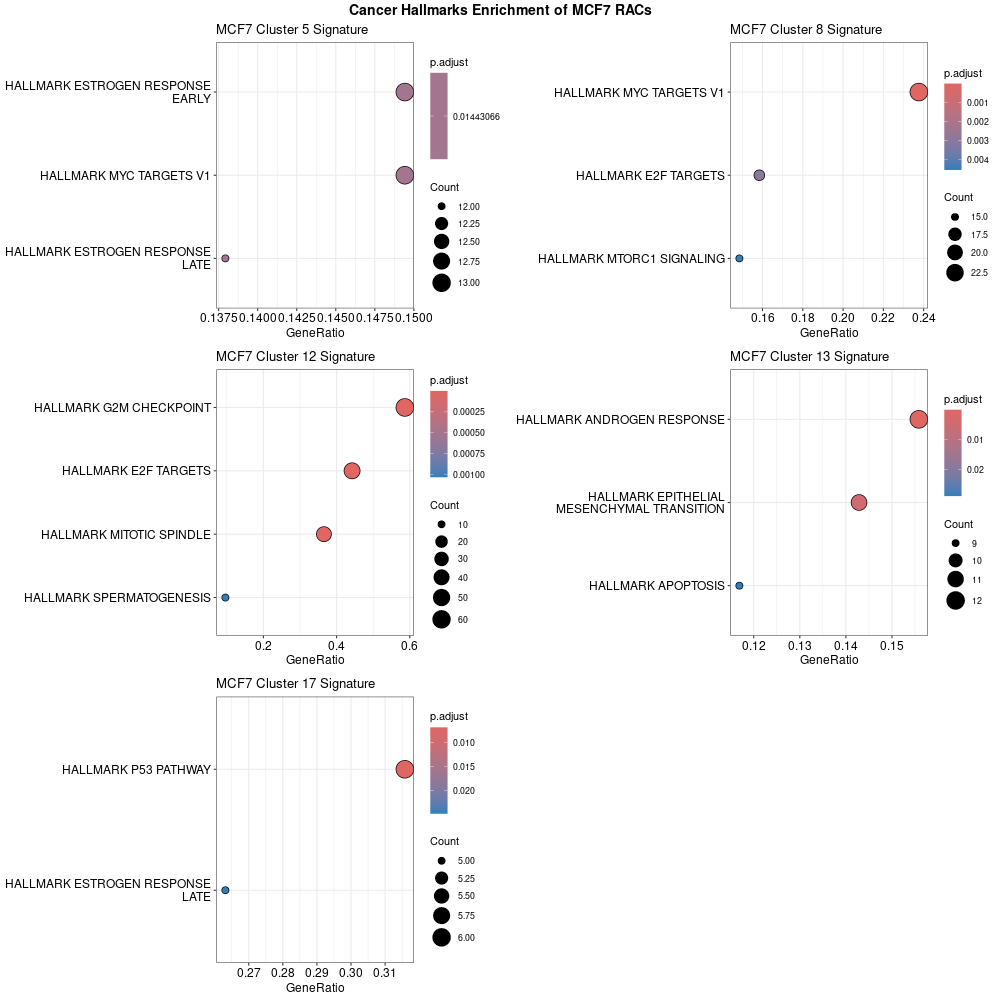 Cancer Hallmarks Enrichment of MCF7 RACs
MCF7 Cluster 5 Signature
HALLMARK ESTROGEN RESPONSE
EARLY
HALLMARK MYC TARGETS V1
HALLMARK ESTROGEN RESPONSE
LATE
0.1375 0.1400 0.1425 0.1450 0.1475 0.1500
GeneRatio
p.adjust
0.01443066
Count
12.00
12.25
12.50
12.75
13.00
MCF7 Cluster 8 Signature
HALLMARK MYC TARGETS V1
HALLMARK E2F TARGETS
HALLMARK MTORC1 SIGNALING
0.16 0.18 0.20 0.22 0.24
GeneRatio
p.adjust
0.001
0.002
0.003
0.004
Count
15.0
17.5
20.0
22.5
MCF7 Cluster 12 Signature
HALLMARK G2M CHECKPOINT
HALLMARK E2F TARGETS
HALLMARK MITOTIC SPINDLE
HALLMARK SPERMATOGENESIS
0.2 0.4 0.6
GeneRatio
p.adjust
0.00025
0.00050
0.00075
0.00100
Count
10
20
30
40
50
60
MCF7 Cluster 13 Signature
HALLMARK ANDROGEN RESPONSE
HALLMARK EPITHELIAL
MESENCHYMAL TRANSITION
HALLMARK APOPTOSIS
0.12 0.13 0.14 0.15
GeneRatio
p.adjust
0.01
0.02
Count
9
10
11
12
MCF7 Cluster 17 Signature
HALLMARK P53 PATHWAY
HALLMARK ESTROGEN RESPONSE
LATE
0.27 0.28 0.29 0.30 0.31
GeneRatio
p.adjust
0.010
0.015
0.020
Count
5.00
5.25
5.50
5.75
6.00